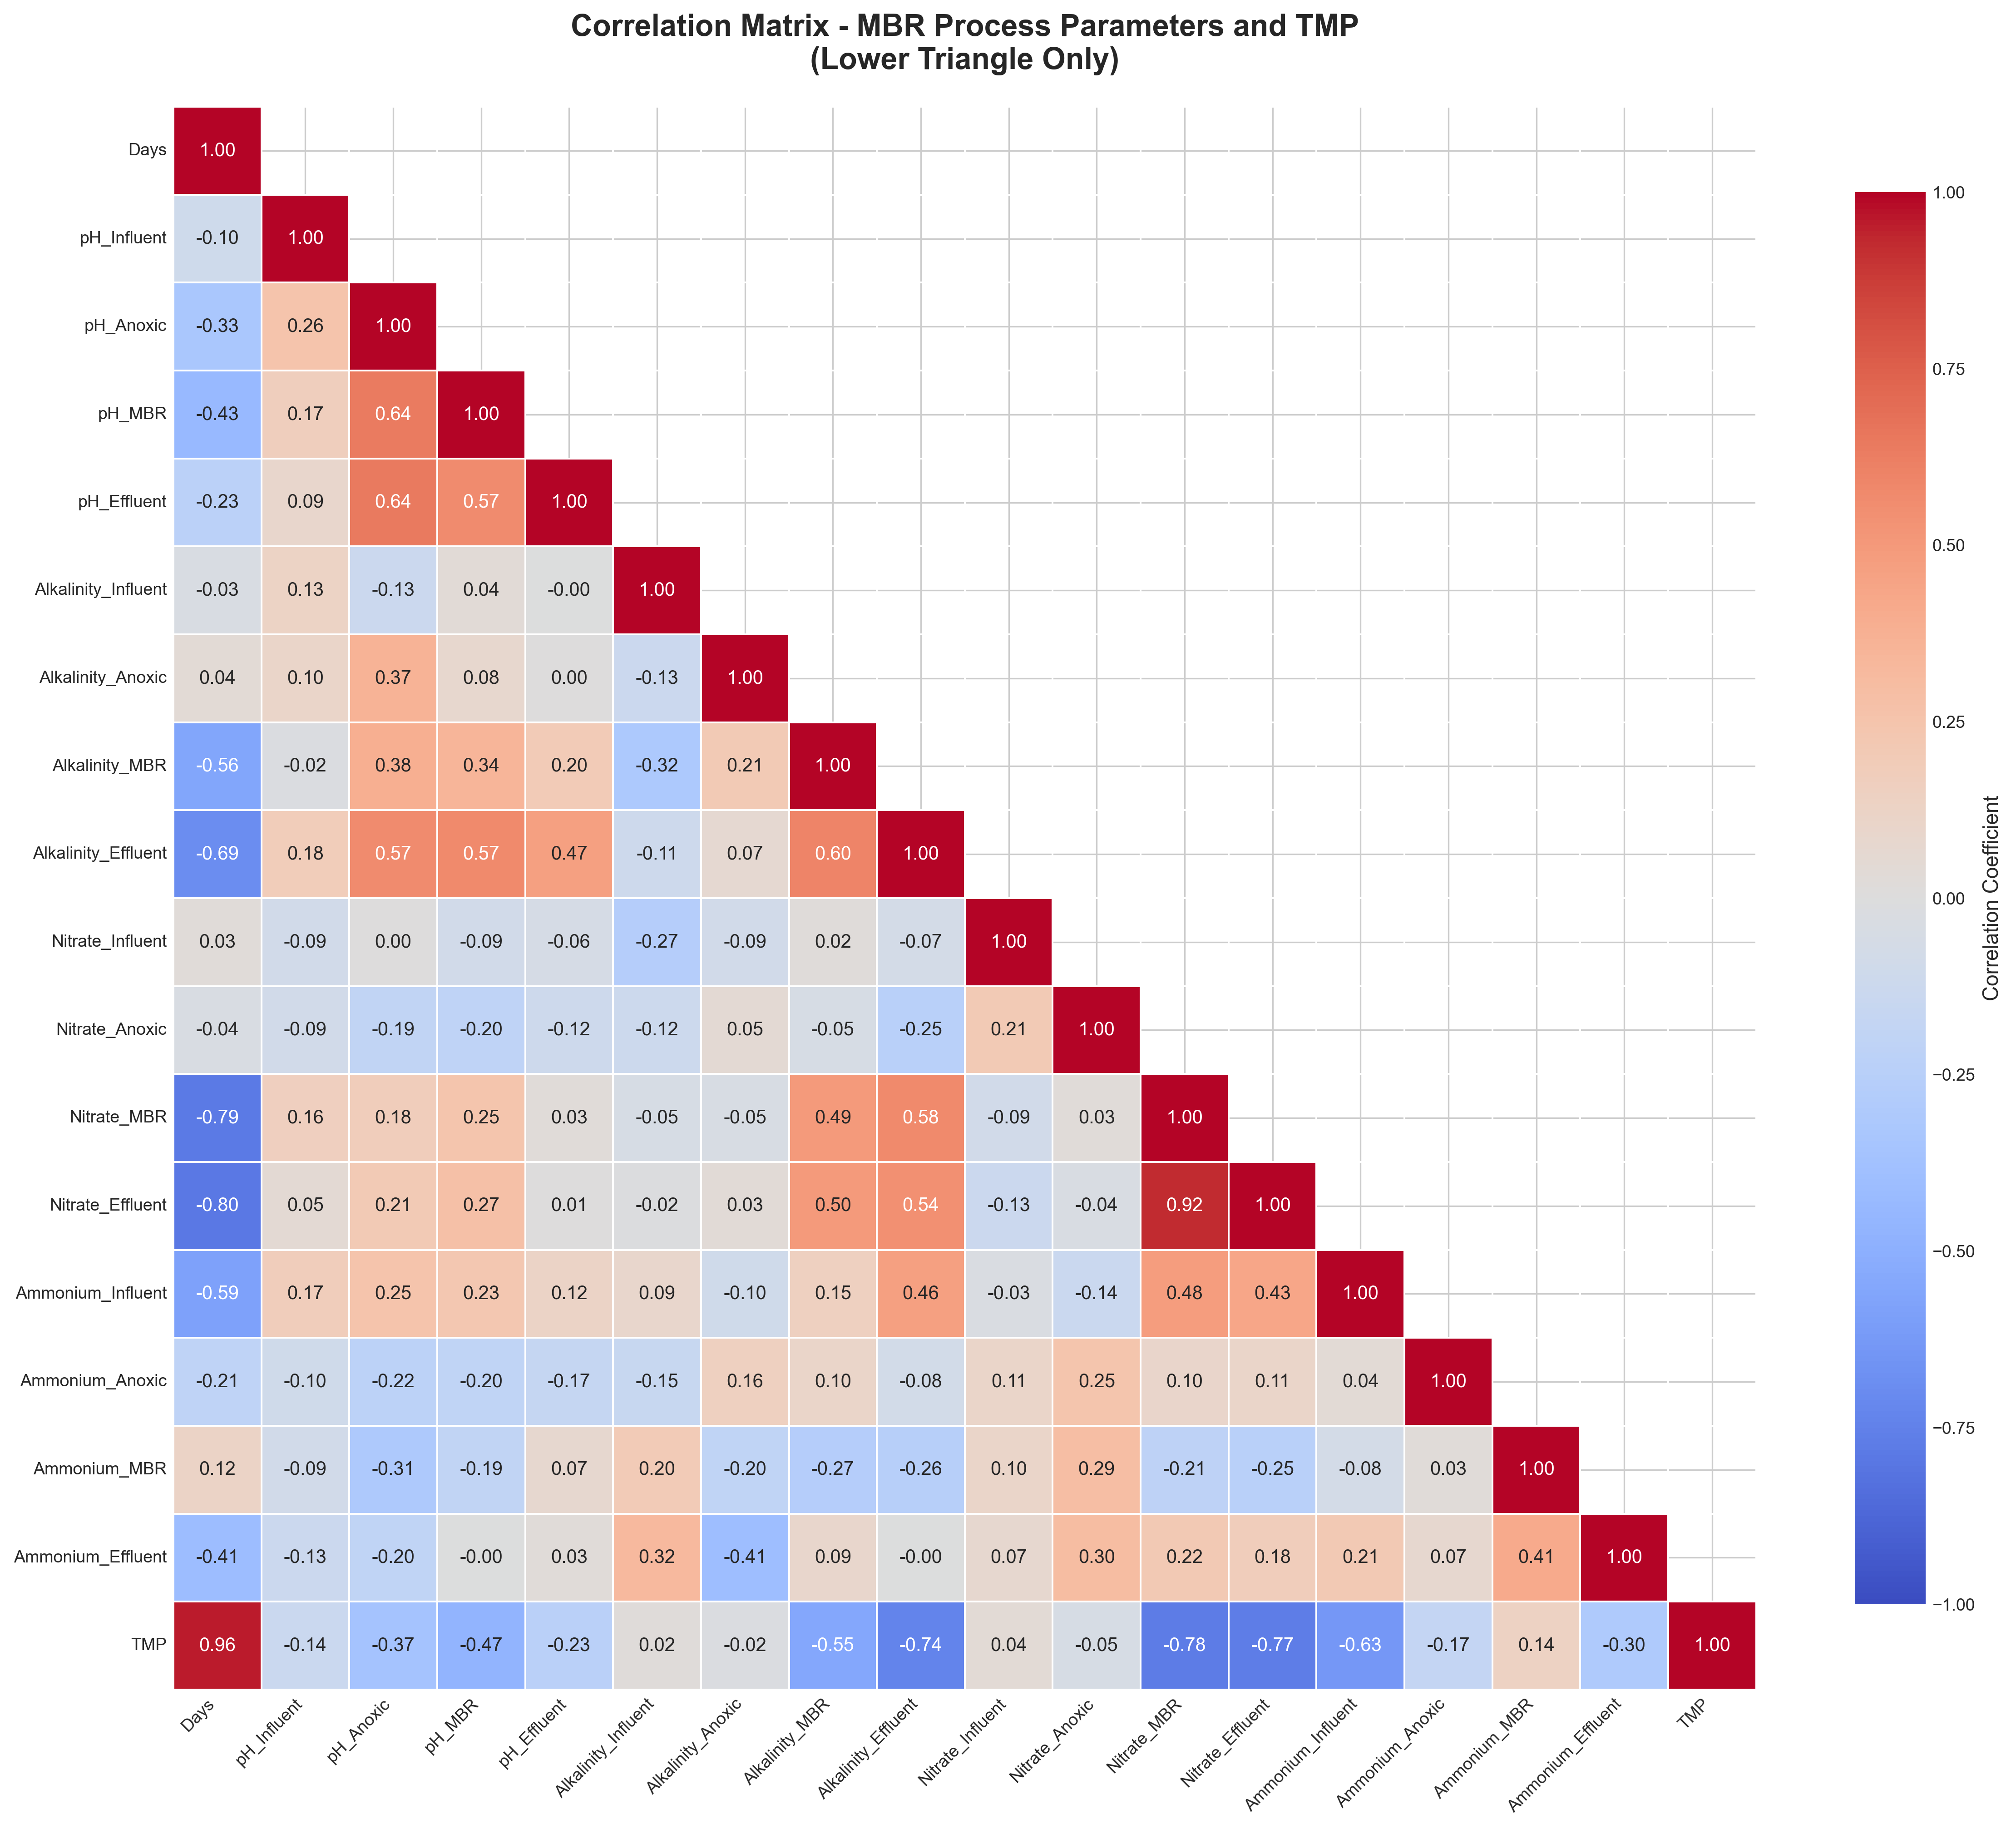 Correlation Matrix - MBR Process Parameters and TMP
(Lower Triangle Only)
Days 1.00
pH_Influent -0.10 1.00
pH_Anoxic -0.33 0.26 1.00
pH_MBR -0.43 0.17 0.64 1.00
pH_Effluent -0.23 0.09 0.64 0.57 1.00
Alkalinity_Influent -0.03 0.13 -0.13 0.04 -0.00 1.00
Alkalinity_Anoxic 0.04 0.10 0.37 0.08 0.00 -0.13 1.00
Alkalinity_MBR -0.56 -0.02 0.38 0.34 0.20 -0.32 0.21 1.00
Alkalinity_Effluent -0.69 0.18 0.57 0.57 0.47 -0.11 0.07 0.60 1.00
Nitrate_Influent 0.03 -0.09 0.00 -0.09 -0.06 -0.27 -0.09 0.02 -0.07 1.00
Nitrate_Anoxic -0.04 -0.09 -0.19 -0.20 -0.12 -0.12 0.05 -0.05 -0.25 0.21 1.00
Nitrate_MBR -0.79 0.16 0.18 0.25 0.03 -0.05 -0.05 0.49 0.58 -0.09 0.03 1.00
Nitrate_Effluent -0.80 0.05 0.21 0.27 0.01 -0.02 0.03 0.50 0.54 -0.13 -0.04 0.92 1.00
Ammonium_Influent -0.59 0.17 0.25 0.23 0.12 0.09 -0.10 0.15 0.46 -0.03 -0.14 0.48 0.43 1.00
Ammonium_Anoxic -0.21 -0.10 -0.22 -0.20 -0.17 -0.15 0.16 0.10 -0.08 0.11 0.25 0.10 0.11 0.04 1.00
Ammonium_MBR 0.12 -0.09 -0.31 -0.19 0.07 0.20 -0.20 -0.27 -0.26 0.10 0.29 -0.21 -0.25 -0.08 0.03 1.00
Ammonium_Effluent -0.41 -0.13 -0.20 -0.00 0.03 0.32 -0.41 0.09 -0.00 0.07 0.30 0.22 0.18 0.21 0.07 0.41 1.00
TMP 0.96 -0.14 -0.37 -0.47 -0.23 0.02 -0.02 -0.55 -0.74 0.04 -0.05 -0.78 -0.77 -0.63 -0.17 0.14 -0.30 1.00
Days pH_Influent pH_Anoxic pH_MBR pH_Effluent Alkalinity_Influent Alkalinity_Anoxic Alkalinity_MBR Alkalinity_Effluent Nitrate_Influent Nitrate_Anoxic Nitrate_MBR Nitrate_Effluent Ammonium_Influent Ammonium_Anoxic Ammonium_MBR Ammonium_Effluent TMP
1.00
0.75
0.50
0.25
0.00
−0.25
−0.50
−0.75
−1.00
Correlation Coefficient